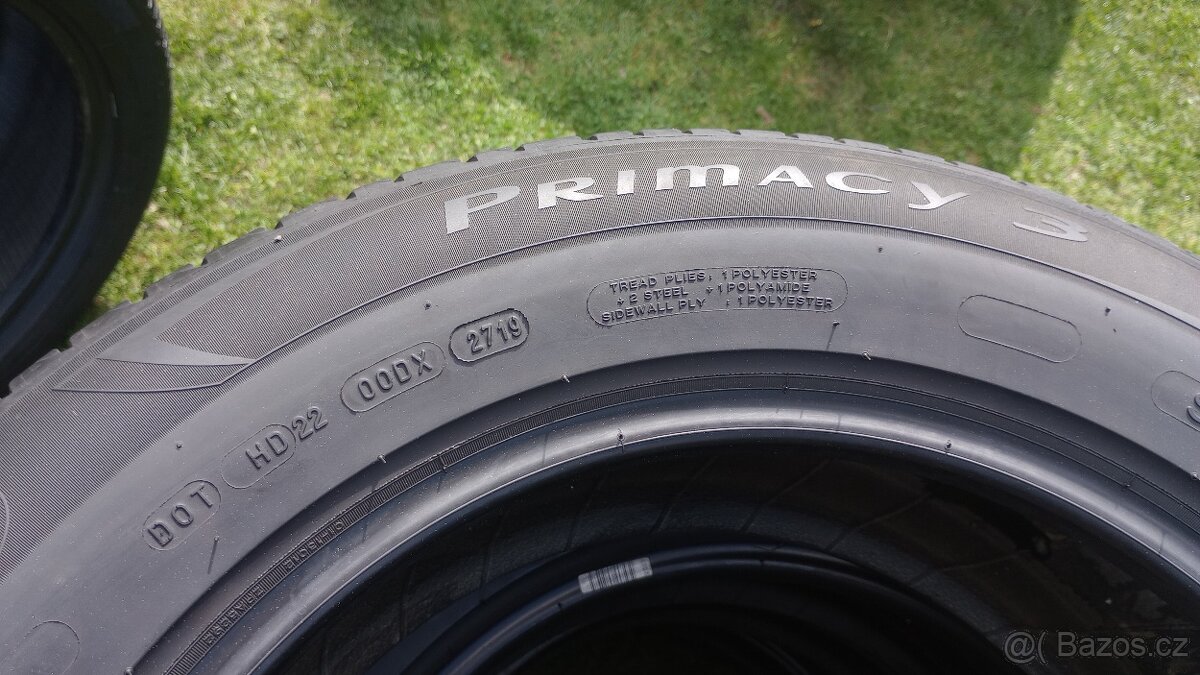 PRIMACY 3
TREAD PLIES: 1 POLYESTER
+ 2 STEEL + 1 POLYAMIDE
SIDEWALL PLY : 1 POLYESTER
DOT HD22 00DX 2719
Bazos.cz